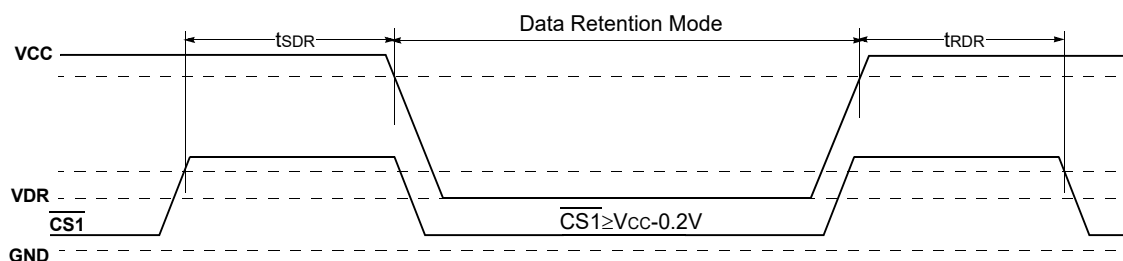 Data Retention Mode
tSDR
tRDR
VCC
VDR
CS1
CS1≥VCC-0.2V
GND